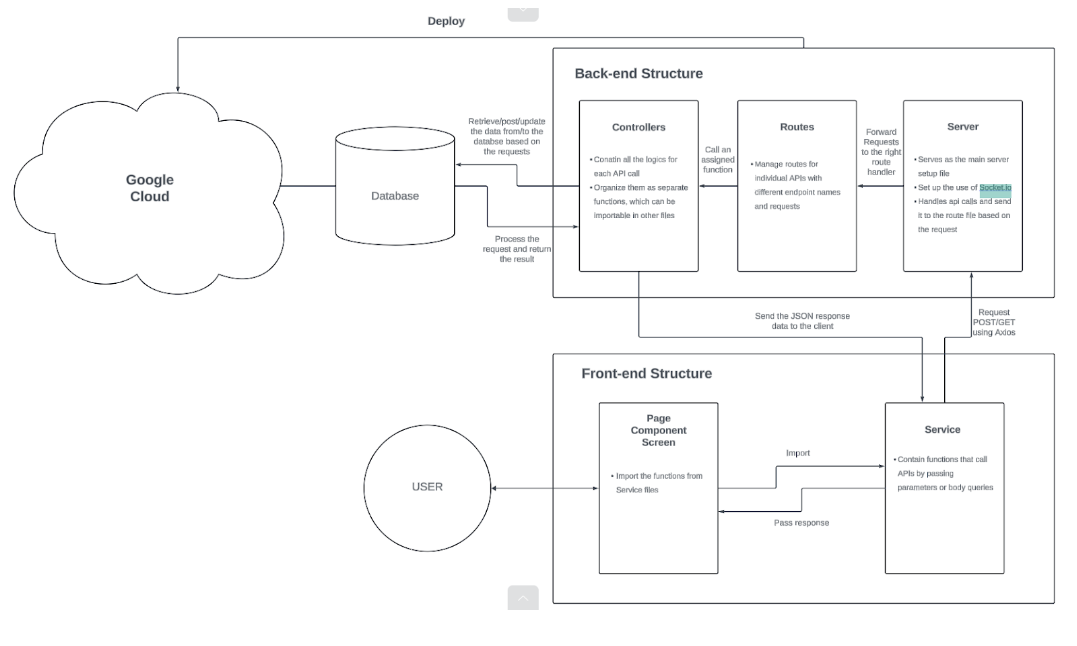 Deploy
Back-end Structure
Google
Cloud
Database
Retrieve/post/update
the data from/to the
databse based on
the requests
Process the
request and return
the result
Controllers
• Conatin all the logics for
each API call
• Organize them as separate
functions, which can be
importable in other files
Call an
assigned
function
Routes
• Manage routes for
individual APIs with
different endpoint names
and requests
Forward
Requests
to the right
route
handler
Server
• Serves as the main server
setup file
• Set up the use of Socket.io
• Handles api calls and send
it to the route file based on
the request
Send the JSON response
data to the client
Request
POST/GET
using Axios
Front-end Structure
USER
Page
Component
Screen
• Import the functions from
Service files
Import
Pass response
Service
• Contain functions that call
APIs by passing
parameters or body queries